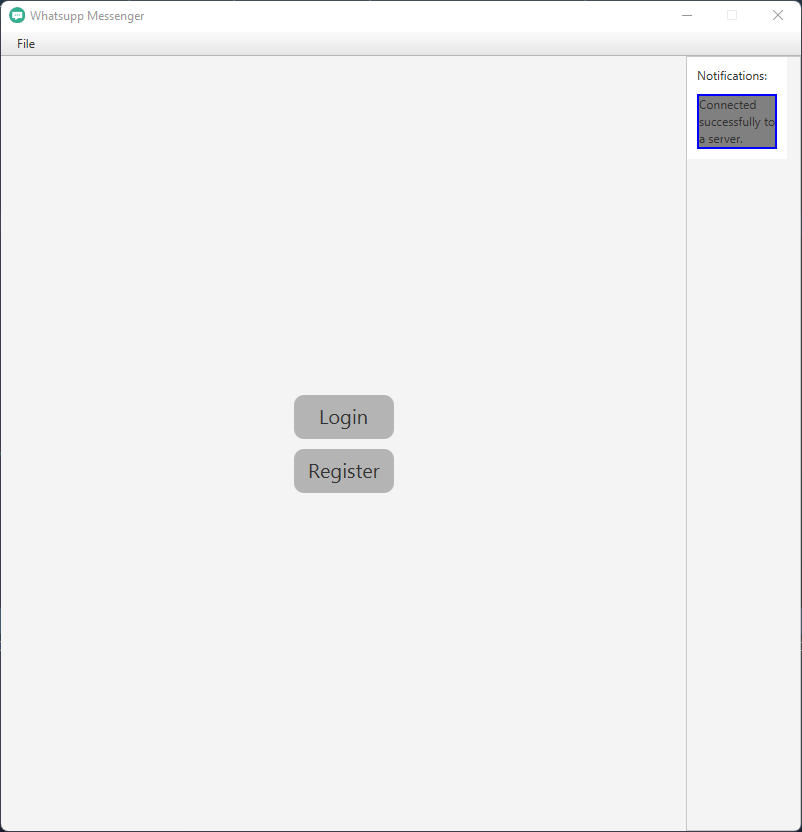 Whatsupp Messenger
File
Notifications:
Connected
successfully to
a server.
Login
Register